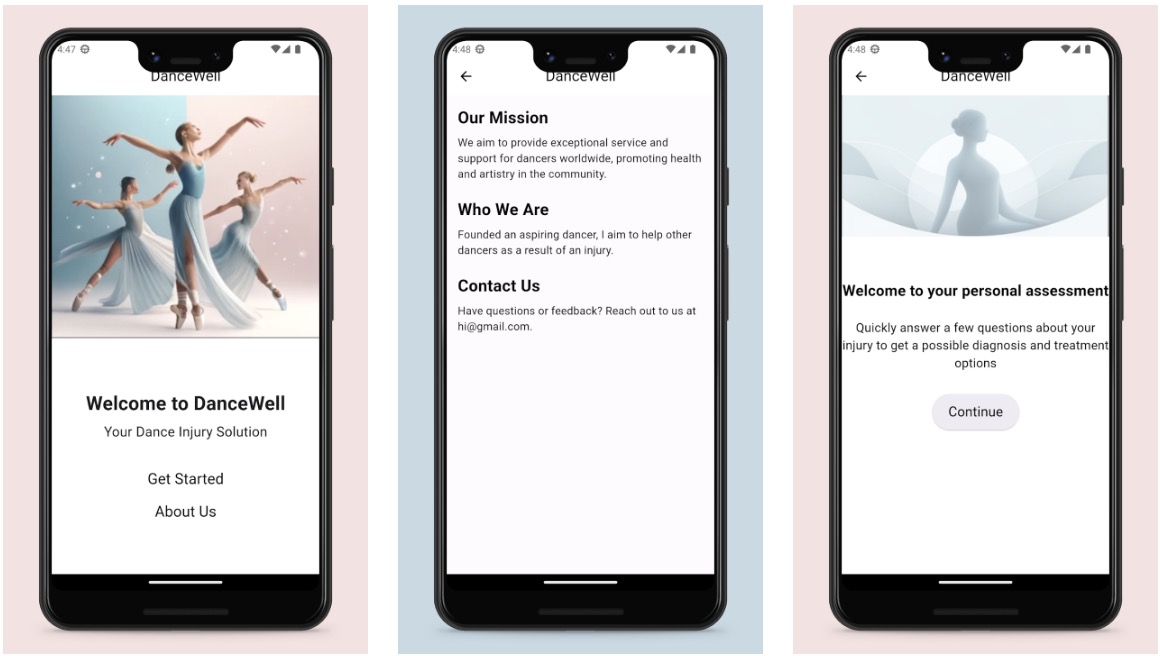 4:47
DanceWell
Welcome to DanceWell
Your Dance Injury Solution
Get Started
About Us
4:48
DanceWell
Our Mission
We aim to provide exceptional service and
support for dancers worldwide, promoting health
and artistry in the community.
Who We Are
Founded an aspiring dancer, I aim to help other
dancers as a result of an injury.
Contact Us
Have questions or feedback? Reach out to us at
hi@gmail.com.
4:48
DanceWell
Welcome to your personal assessment
Quickly answer a few questions about your
injury to get a possible diagnosis and treatment
options
Continue